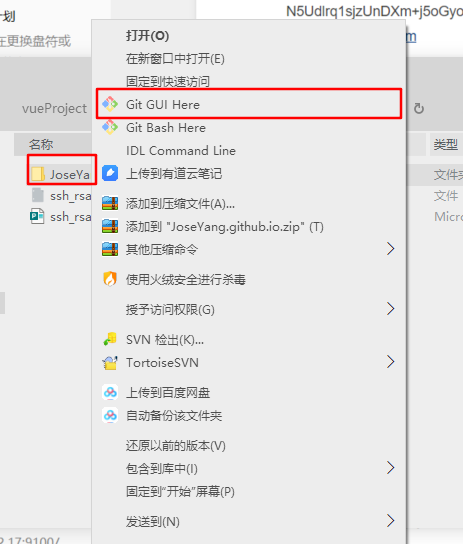 计划
N5Udlrq1sjzUnDXm+j5oGyo
在更换盘符或
m
vueProject
名称
类型
JoseYa
文件夹
ssh_rsa
文件
ssh_rsa
Micro
打开(O)
在新窗口中打开(E)
固定到快速访问
Git GUI Here
Git Bash Here
IDL Command Line
上传到有道云笔记
添加到压缩文件(A)...
添加到 "JoseYang.github.io.zip" (T)
其他压缩命令
使用火绒安全进行杀毒
授予访问权限(G)
SVN 检出(K)...
TortoiseSVN
上传到百度网盘
自动备份该文件夹
还原以前的版本(V)
包含到库中(I)
固定到"开始"屏幕(P)
发送到(N)
2.17:9100/